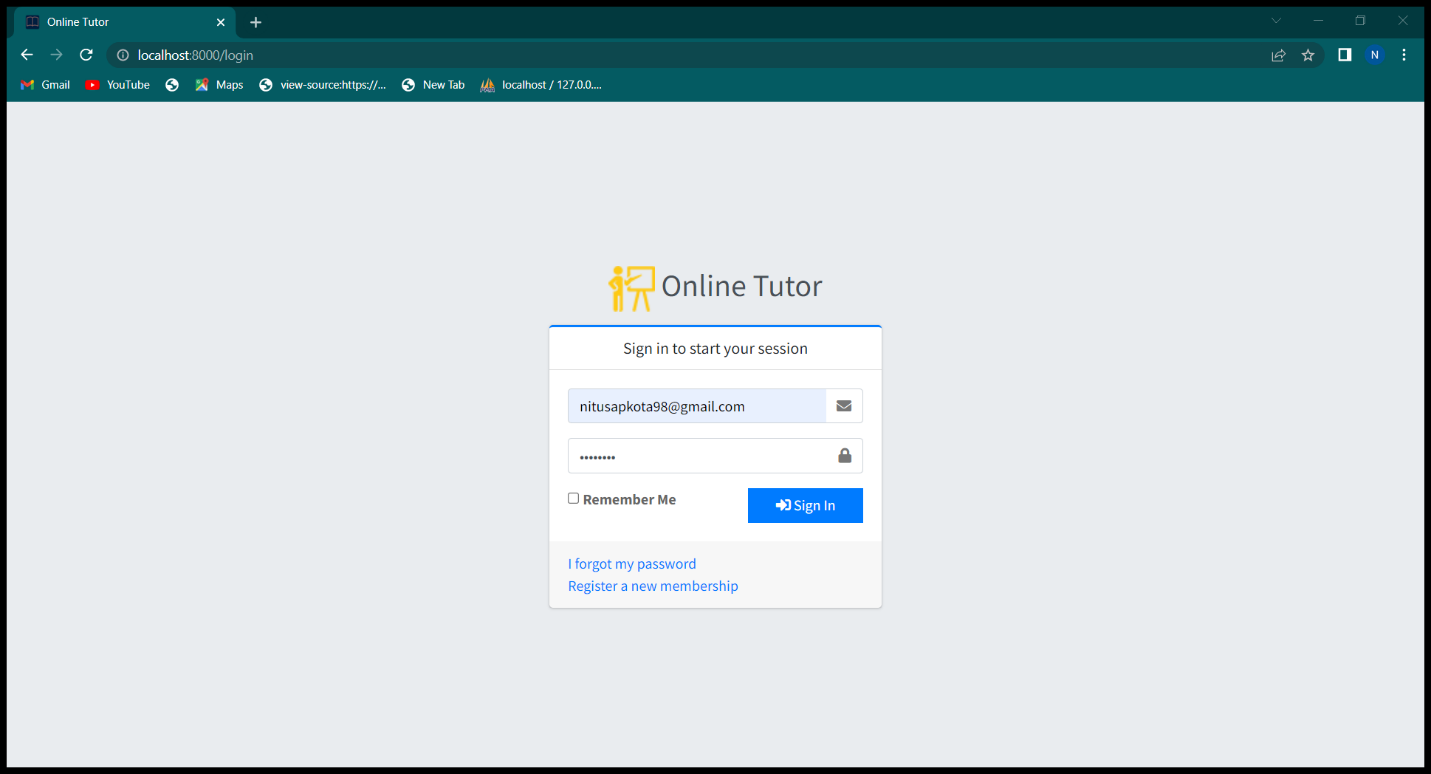 Online Tutor
localhost:8000/login
N
Gmail YouTube Maps view-source:https://... New Tab localhost / 127.0.0....
Online Tutor
Sign in to start your session
nitusapkota98@gmail.com
••••••••
Remember Me
Sign In
I forgot my password
Register a new membership